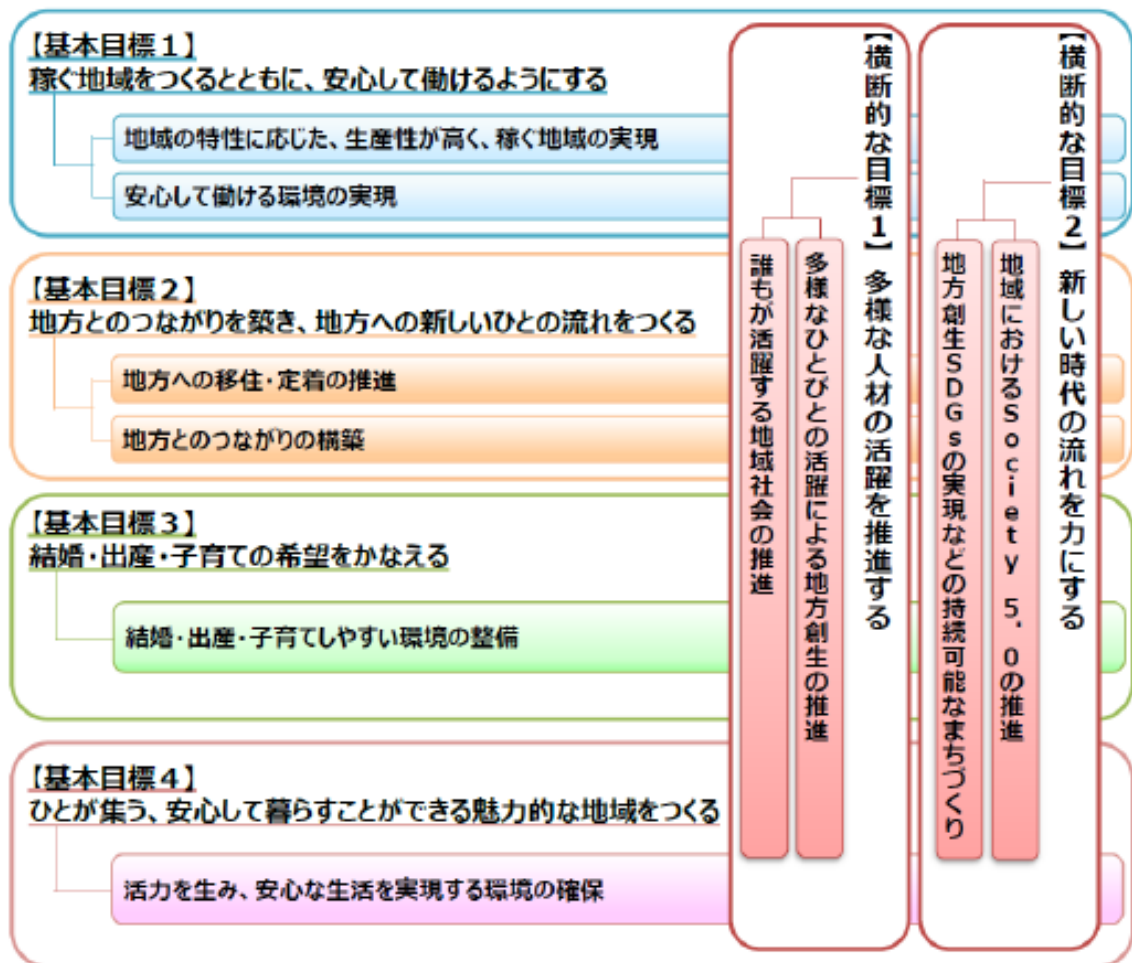 【基本目標１】
稼ぐ地域をつくるとともに、安心して働けるようにする
地域の特性に応じた、生産性が高く、稼ぐ地域の実現
安心して働ける環境の実現
【基本目標２】
地方とのつながりを築き、地方への新しいひとの流れをつくる
地方への移住・定着の推進
地方とのつながりの構築
【基本目標３】
結婚・出産・子育ての希望をかなえる
結婚・出産・子育てしやすい環境の整備
【基本目標４】
ひとが集う、安心して暮らすことができる魅力的な地域をつくる
活力を生み、安心な生活を実現する環境の確保
【横断的な目標１】多様な人材の活躍を推進する
多様なひとびとの活躍による地方創生の推進
誰もが活躍する地域社会の推進
【横断的な目標２】新しい時代の流れを力にする
地域におけるSociety 5.0の推進
地方創生SDGsの実現などの持続可能なまちづくり